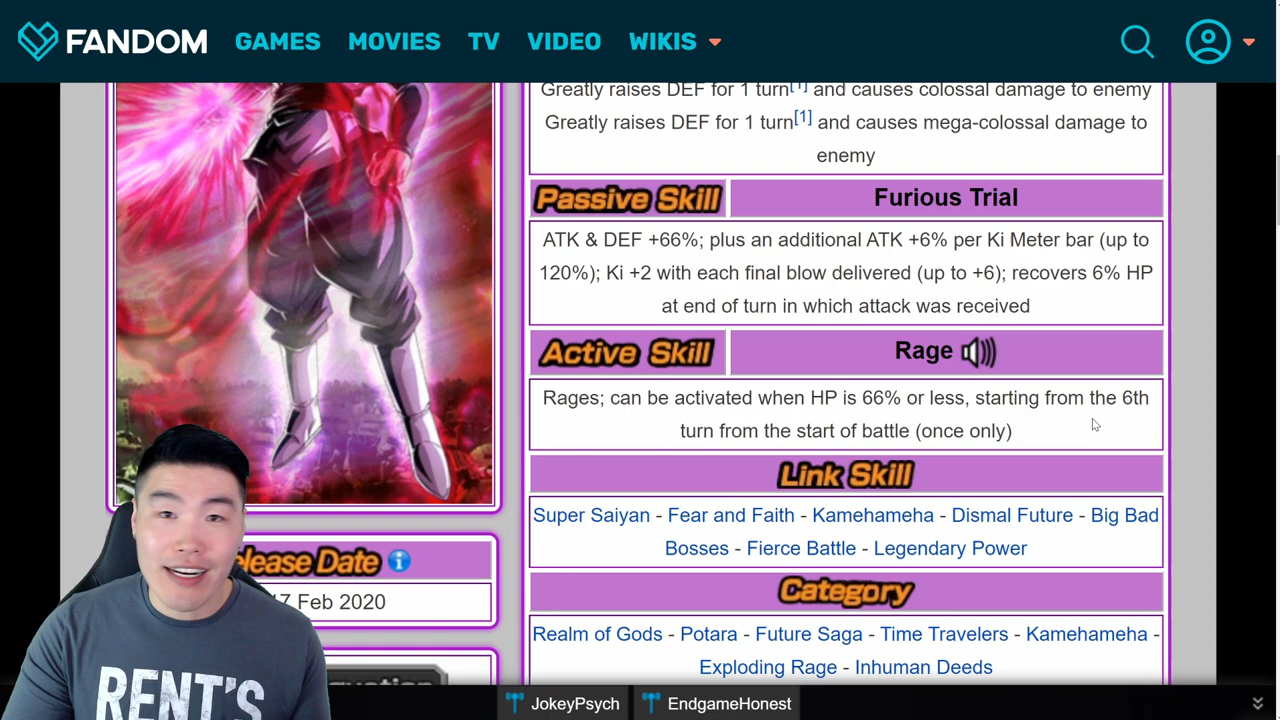 FANDOM GAMES MOVIES TV VIDEO WIKIS
Greatly raises DEF for 1 turn[1] and causes colossal damage to enemy
Greatly raises DEF for 1 turn[1] and causes mega-colossal damage to
enemy
Passive Skill Furious Trial
ATK & DEF +66%; plus an additional ATK +6% per Ki Meter bar (up to
120%); Ki +2 with each final blow delivered (up to +6); recovers 6% HP
at end of turn in which attack was received
Active Skill Rage
Rages; can be activated when HP is 66% or less, starting from the 6th
turn from the start of battle (once only)
Link Skill
Super Saiyan - Fear and Faith - Kamehameha - Dismal Future - Big Bad
Bosses - Fierce Battle - Legendary Power
Category
Realm of Gods - Potara - Future Saga - Time Travelers - Kamehameha -
Exploding Rage - Inhuman Deeds
elease Date
7 Feb 2020
RENT'S
JokeyPsych EndgameHonest